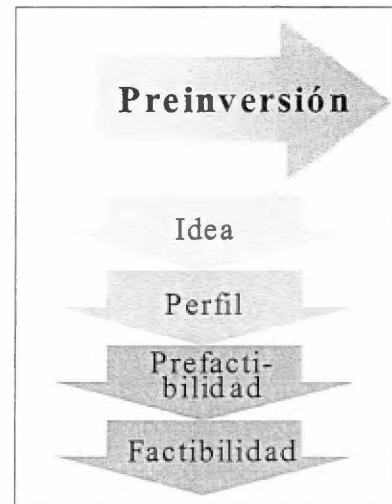 Preinversión
Idea
Perfil
Prefacti-
bilidad
Factibilidad